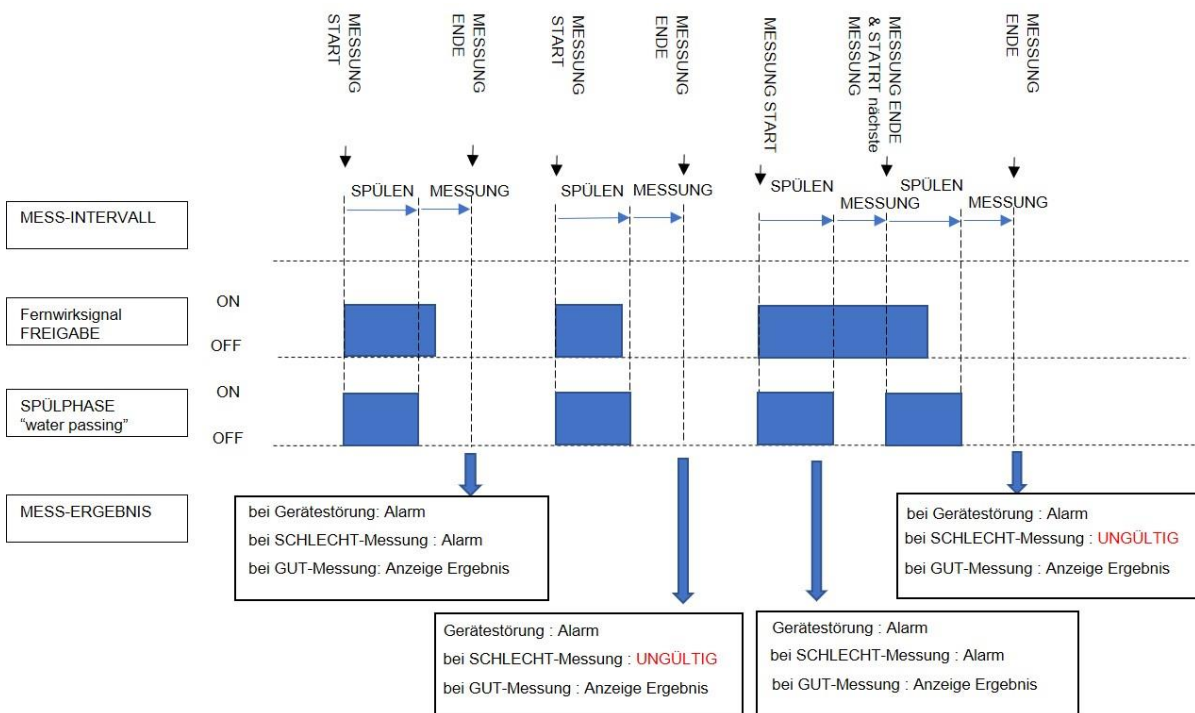 MESSUNG
START
MESSUNG
ENDE
MESSUNG
START
MESSUNG
ENDE
MESSUNG START
MESSUNG ENDE
& STATRT nächste
MESSUNG
MESSUNG
ENDE
SPÜLEN
MESSUNG
SPÜLEN
MESSUNG
SPÜLEN
MESSUNG
SPÜLEN
MESSUNG
MESS-INTERVALL
Fernwirksignal
FREIGABE
ON
OFF
SPÜLPHASE
“water passing”
ON
OFF
MESS-ERGEBNIS
bei Gerätestörung: Alarm
bei SCHLECHT-Messung : Alarm
bei GUT-Messung: Anzeige Ergebnis
Gerätestörung : Alarm
bei SCHLECHT-Messung : UNGÜLTIG
bei GUT-Messung : Anzeige Ergebnis
Gerätestörung : Alarm
bei SCHLECHT-Messung : Alarm
bei GUT-Messung : Anzeige Ergebnis
bei Gerätestörung : Alarm
bei SCHLECHT-Messung : UNGÜLTIG
bei GUT-Messung : Anzeige Ergebnis